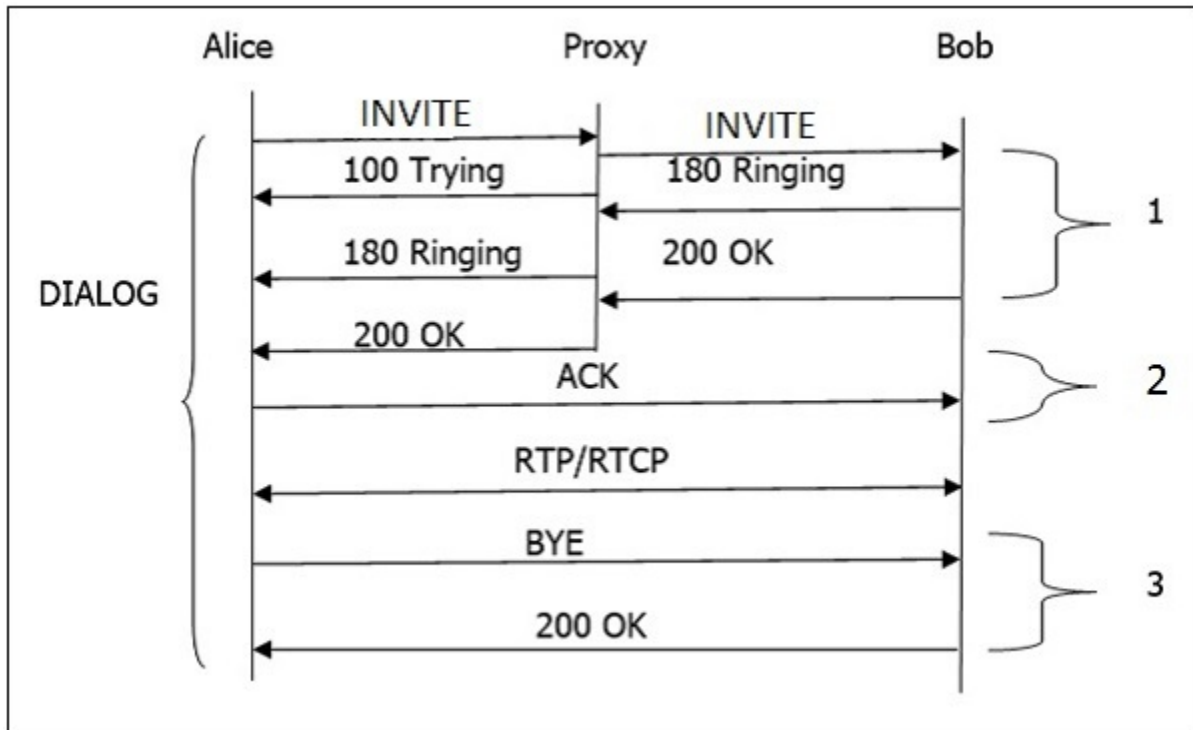 Alice Proxy Bob
INVITE INVITE
100 Trying 180 Ringing
1
180 Ringing 200 OK
DIALOG
200 OK
ACK
2
RTP/RTCP
BYE
3
200 OK